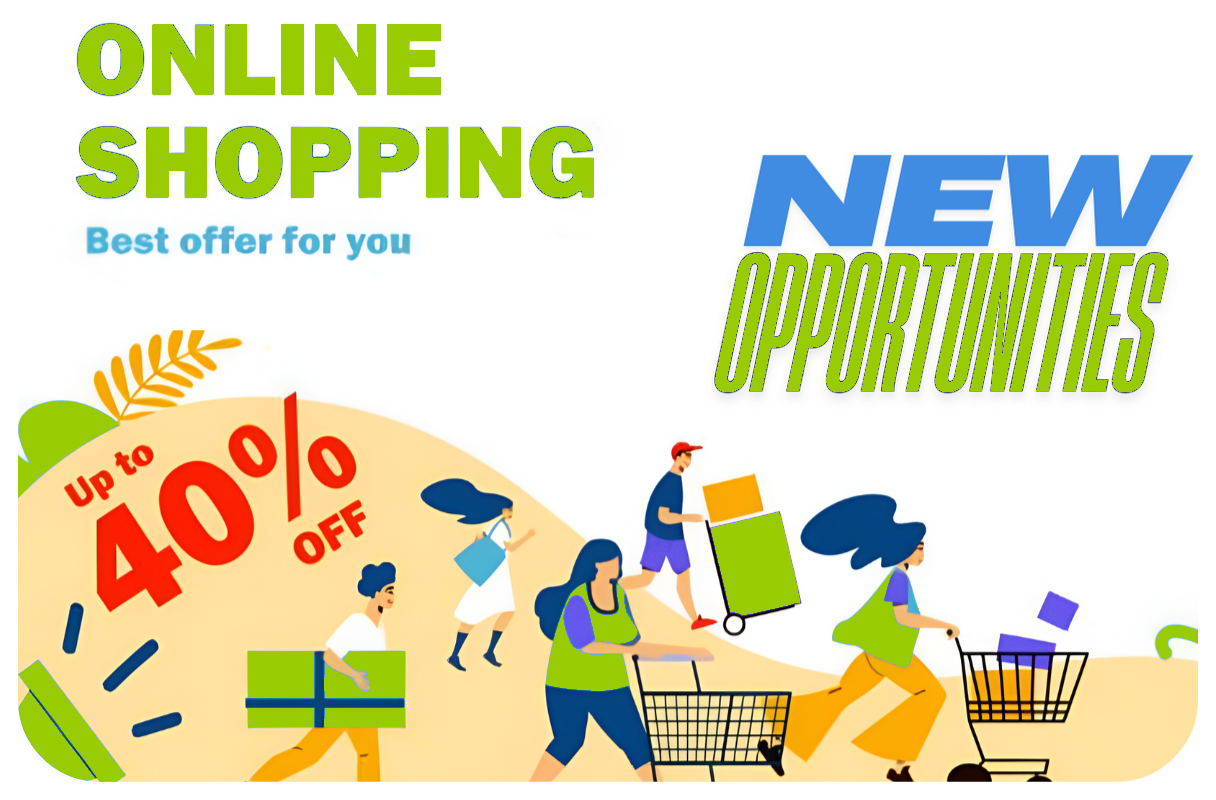 ONLINE
SHOPPING
Best offer for you
NEW
OPPORTUNITIES
Up to
40%
OFF